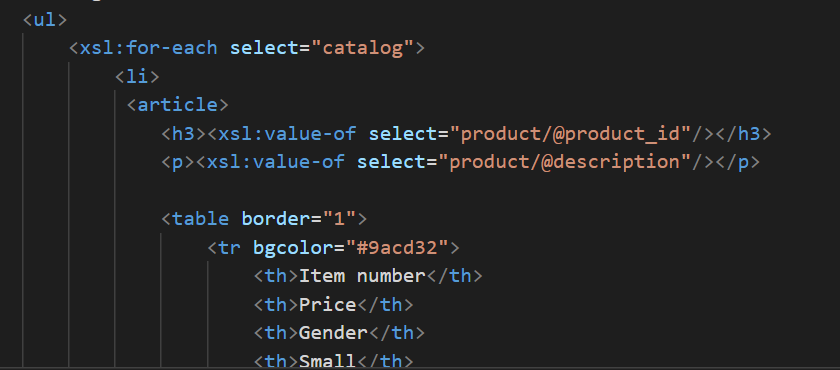 <ul>
<xsl:for-each select="catalog">
<li>
<article>
<h3><xsl:value-of select="product/@product_id"/></h3>
<p><xsl:value-of select="product/@description"/></p>
<table border="1">
<tr bgcolor="#9acd32">
<th>Item number</th>
<th>Price</th>
<th>Gender</th>
<th>Small</th>